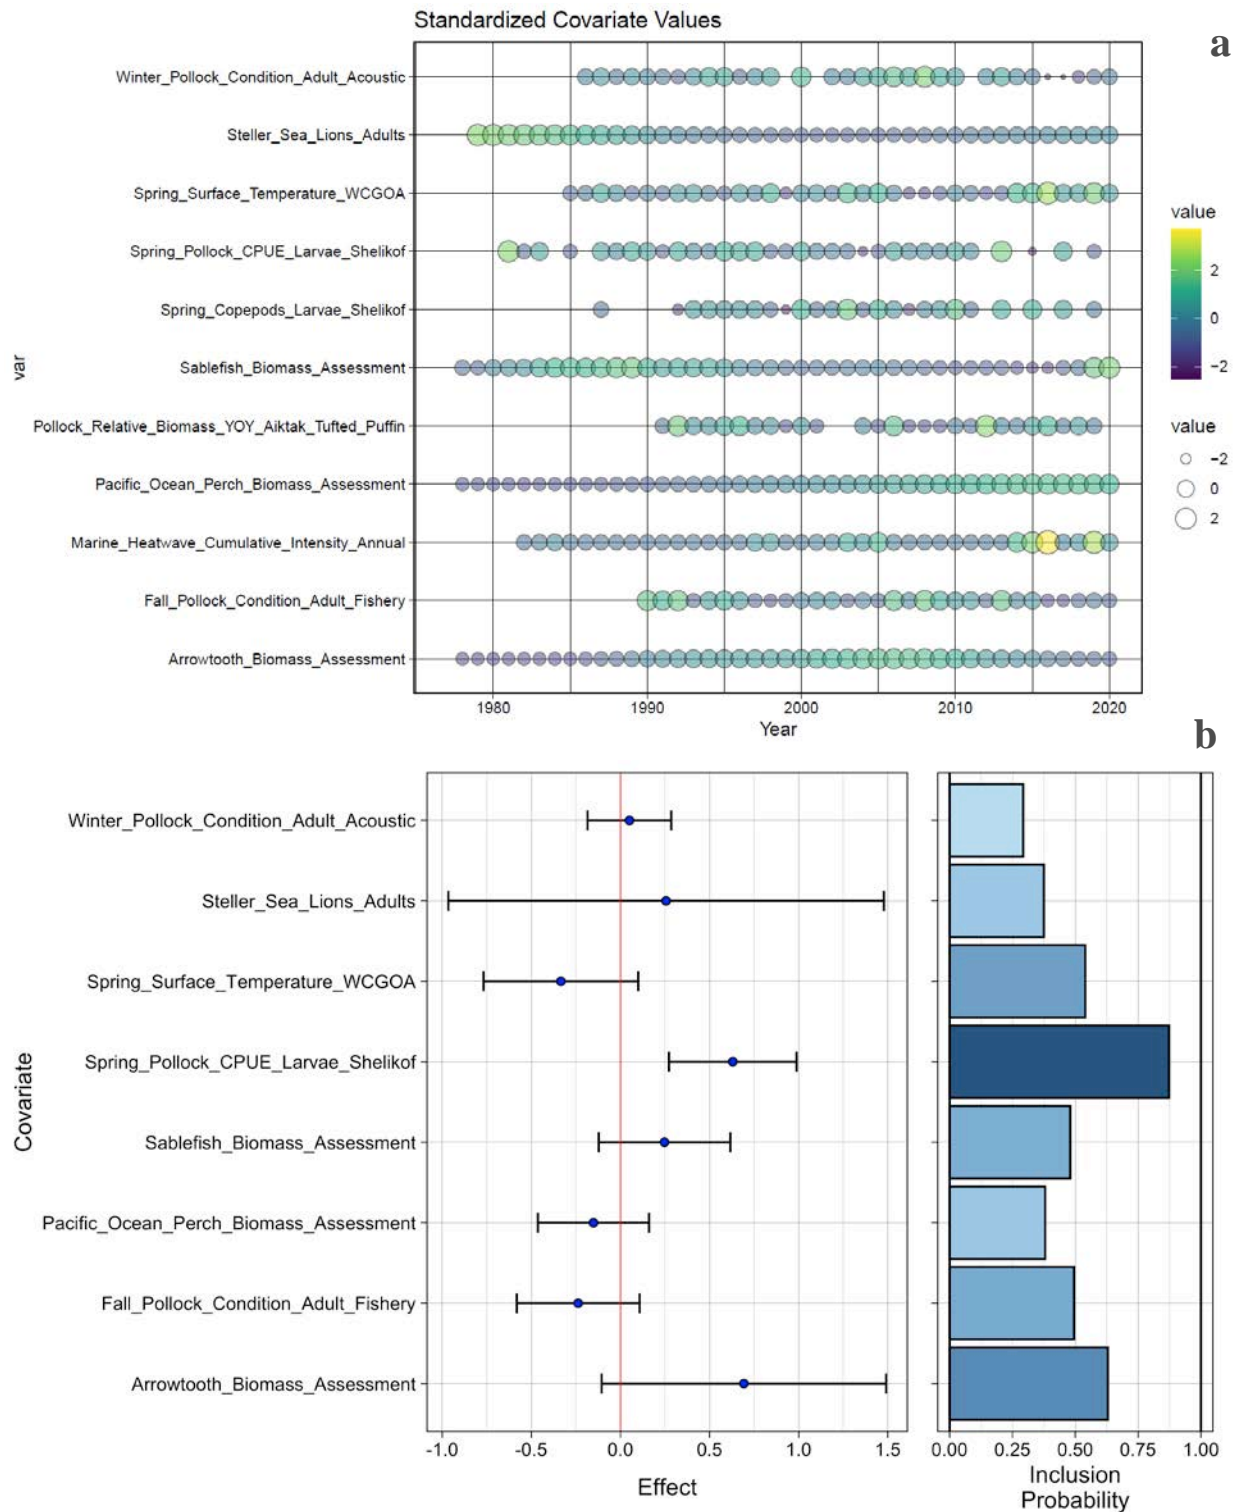 Standardized Covariate Values
a
Winter_Pollock_Condition_Adult_Acoustic
Steller_Sea_Lions_Adults
Spring_Surface_Temperature_WCGOA
Spring_Pollock_CPUE_Larvae_Shelikof
Spring_Copepods_Larvae_Shelikof
Sablefish_Biomass_Assessment
Pollock_Relative_Biomass_YOY_Aiktak_Tufted_Puffin
Pacific_Ocean_Perch_Biomass_Assessment
Marine_Heatwave_Cumulative_Intensity_Annual
Fall_Pollock_Condition_Adult_Fishery
Arrowtooth_Biomass_Assessment
var
1980 1990 2000 2010 2020
Year
value
2
0
−2
value
−2
0
2
b
Winter_Pollock_Condition_Adult_Acoustic
Steller_Sea_Lions_Adults
Spring_Surface_Temperature_WCGOA
Spring_Pollock_CPUE_Larvae_Shelikof
Sablefish_Biomass_Assessment
Pacific_Ocean_Perch_Biomass_Assessment
Fall_Pollock_Condition_Adult_Fishery
Arrowtooth_Biomass_Assessment
Covariate
-1.0 -0.5 0.0 0.5 1.0 1.5
Effect
0.00 0.25 0.50 0.75 1.00
Inclusion
Probability